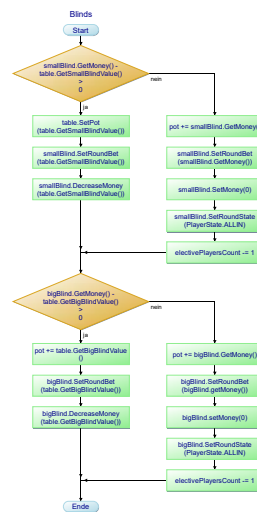 Blinds
Start
smallBlind.GetMoney() -
table.GetSmallBlindValue()
>
0
nein
ja
table.SetPot
(table.GetSmallBlindValue())
pot += smallBlind.GetMoney(
smallBlind.SetRoundBet
(table.GetSmallBlindValue())
smallBlind.SetRoundBet
(smallBlind.GetMoney())
smallBlind.DecreaseMoney
(table.GetSmallBlindValue())
smallBlind.SetMoney(0)
smallBlind.SetRoundState
(PlayerState.ALLIN)
electivePlayersCount -= 1
bigBlind.GetMoney() -
table.GetBigBlindValue()
>
0
nein
ja
pot += table.GetBigBlindValue
()
pot += bigBlind.GetMoney()
bigBlind.SetRoundBet
(table.GetBigBlindValue())
bigBlind.SetRoundBet
(bigBlind.getMoney())
bigBlind.DecreaseMoney
(table.GetBigBlindValue())
bigBlind.setMoney(0)
bigBlind.SetRoundState
(PlayerState.ALLIN)
electivePlayersCount -= 1
Ende